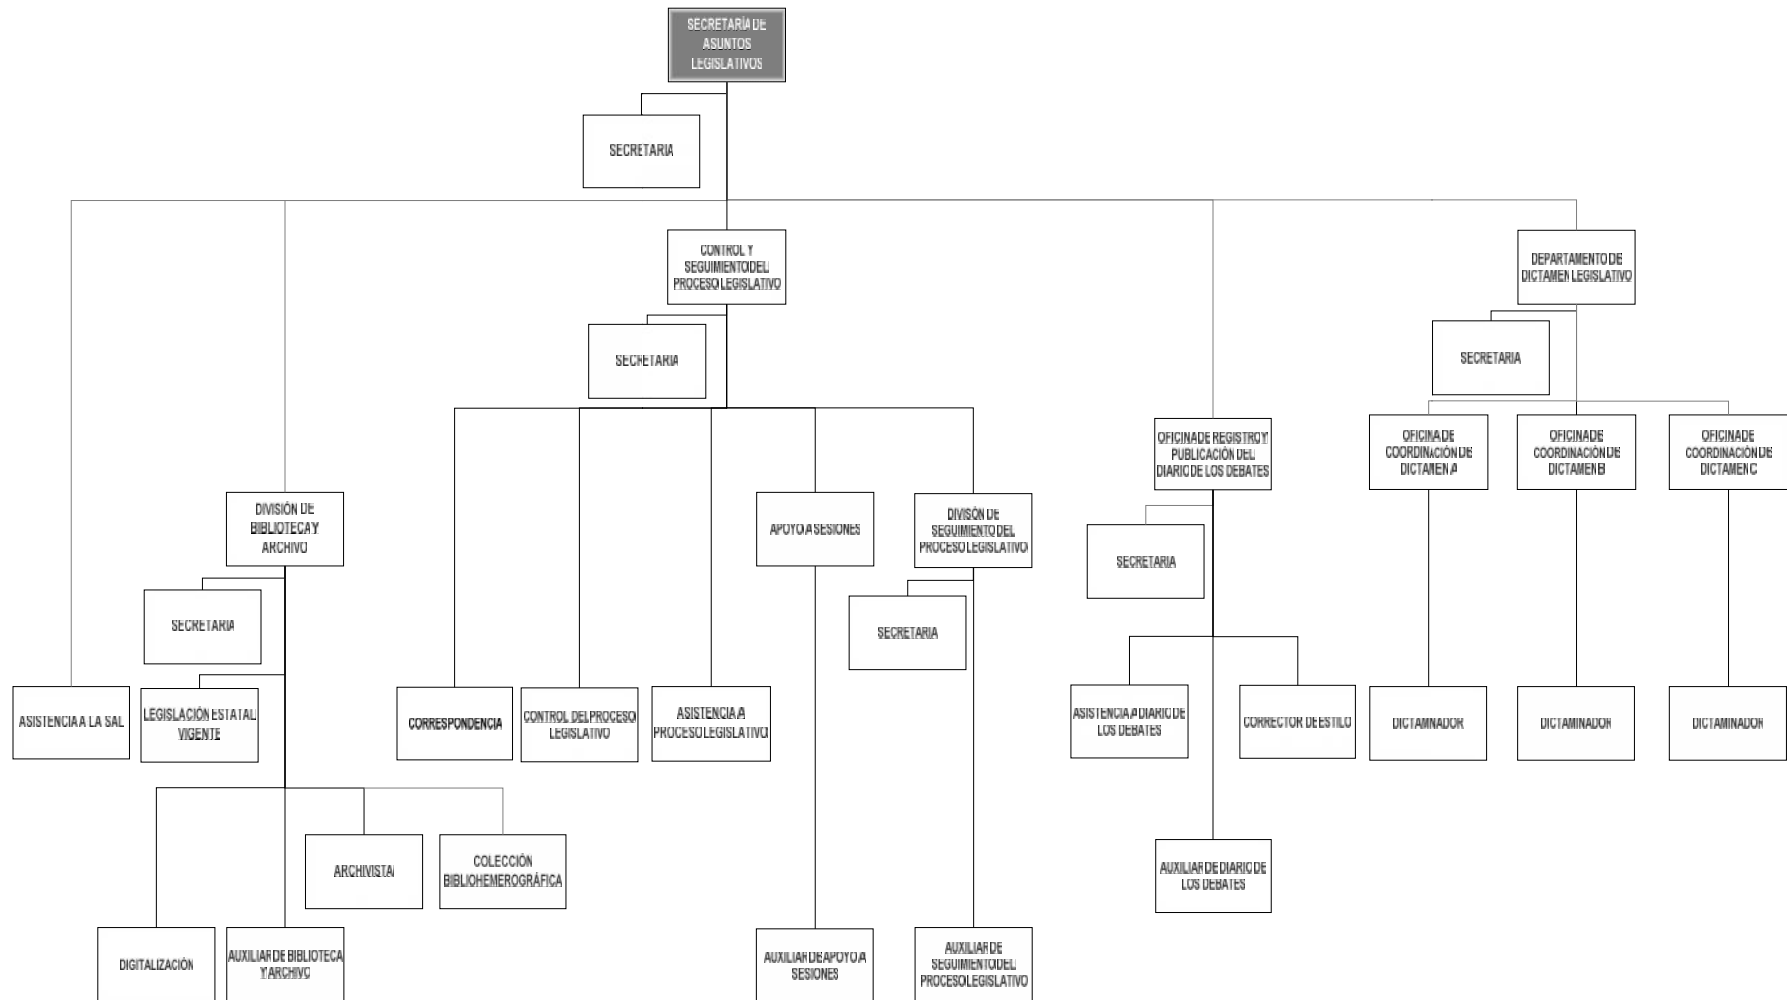 SECRETARÍA DE
ASUNTOS
LEGISLATIVOS
SECRETARIA
CONTROL Y
SEGUIMIENTO DEL
PROCESO LEGISLATIVO
DEPARTAMENTO DE
DICTAMEN LEGISLATIVO
SECRETARIA
SECRETARIA
OFICINA DE REGISTRO Y
PUBLICACIÓN DEL
DIARIO DE LOS DEBATES
OFICINA DE
COORDINACIÓN DE
DICTAMEN A
OFICINA DE
COORDINACIÓN DE
DICTAMEN B
OFICINA DE
COORDINACIÓN DE
DICTAMEN C
DIVISIÓN DE
BIBLIOTECA Y
ARCHIVO
APOYO A SESIONES
DIVISÓN DE
SEGUIMIENTO DEL
PROCESO LEGISLATIVO
SECRETARIA
SECRETARIA
SECRETARIA
ASISTENCIA A LA SAL
LEGISLACIÓN ESTATAL
VIGENTE
CORRESPONDENCIA
CONTROL DEL PROCESO
LEGISLATIVO
ASISTENCIA A
PROCESO LEGISLATIVO
ASISTENCIA A DIARIO DE
LOS DEBATES
CORRECTOR DE ESTILO
DICTAMNADOR
DICTAMINADOR
DICTAMINADOR
ARCHIVISTA
COLECCIÓN
BIBLIOHEMEROGRÁFICA
AUXILIAR DE DIARIO DE
LOS DEBATES
DIGITALIZACIÓN
AUXILIAR DE BIBLIOTECA
Y ARCHIVO
AUXILIAR DE APOYO A
SESIONES
AUXILIAR DE
SEGUIMIENTO DEL
PROCESO LEGISLATIVO